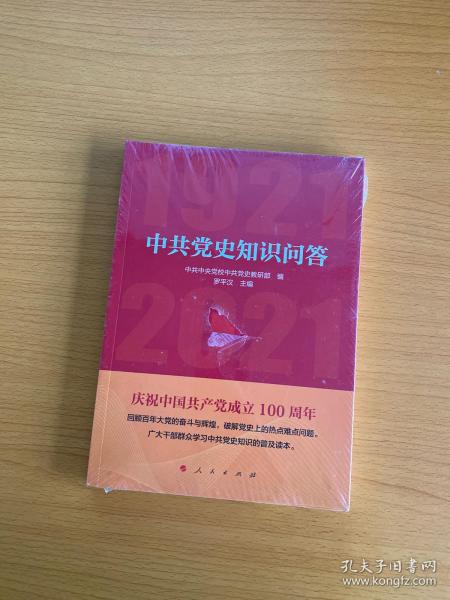 1921
中共党史知识问答
中共中央党校中共党史教研部 编
罗平汉 主编
2021
庆祝中国共产党成立100周年
回顾百年大党的奋斗与辉煌，破解党史上的热点难点问题。
广大干部群众学习中共党史知识的普及读本。
人民出版社
孔夫子旧书网
www.kongfz.com